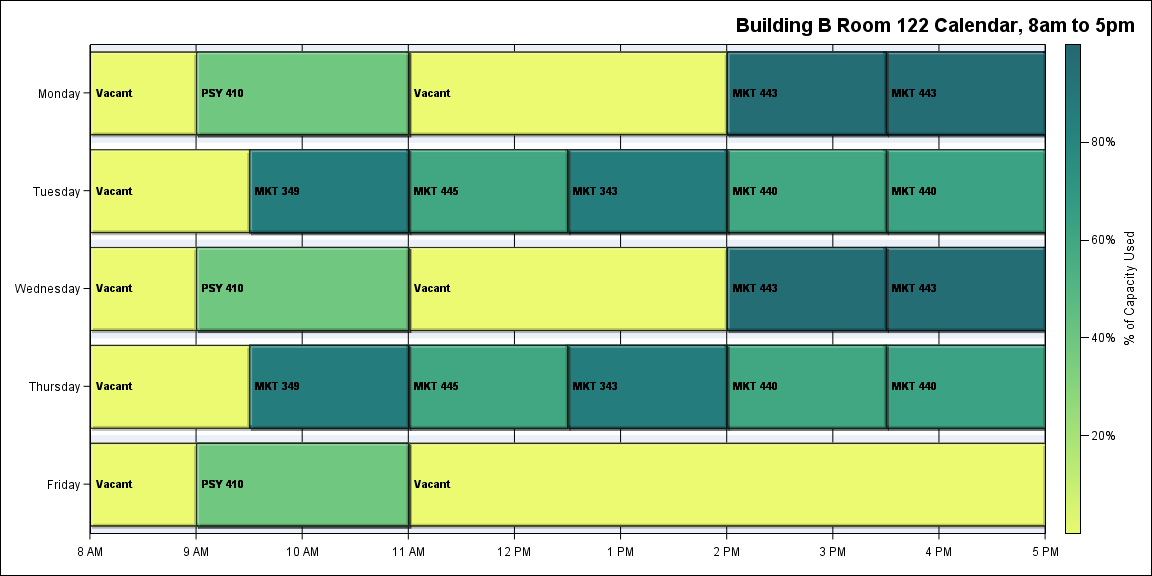 Building B Room 122 Calendar, 8am to 5pm
Monday
Vacant
PSY 410
Vacant
MKT 443
MKT 443
Tuesday
Vacant
MKT 349
MKT 445
MKT 343
MKT 440
MKT 440
Wednesday
Vacant
PSY 410
Vacant
MKT 443
MKT 443
Thursday
Vacant
MKT 349
MKT 445
MKT 343
MKT 440
MKT 440
Friday
Vacant
PSY 410
Vacant
8 AM
9 AM
10 AM
11 AM
12 PM
1 PM
2 PM
3 PM
4 PM
5 PM
80%
60%
40%
20%
% of Capacity Used